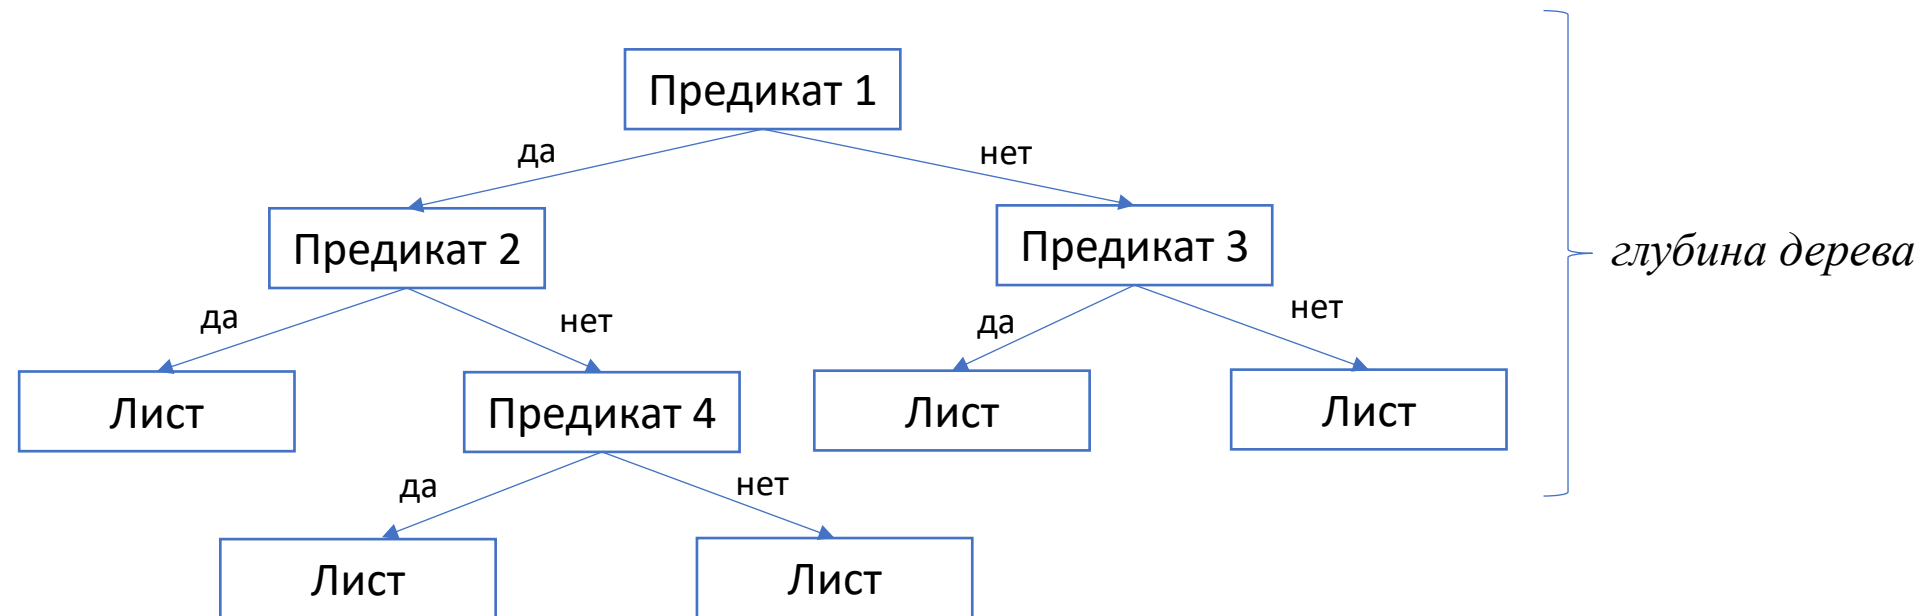 Предикат 1
да
нет
Предикат 2
Предикат 3
глубина дерева
да
нет
да
нет
Лист
Предикат 4
Лист
Лист
да
нет
Лист
Лист